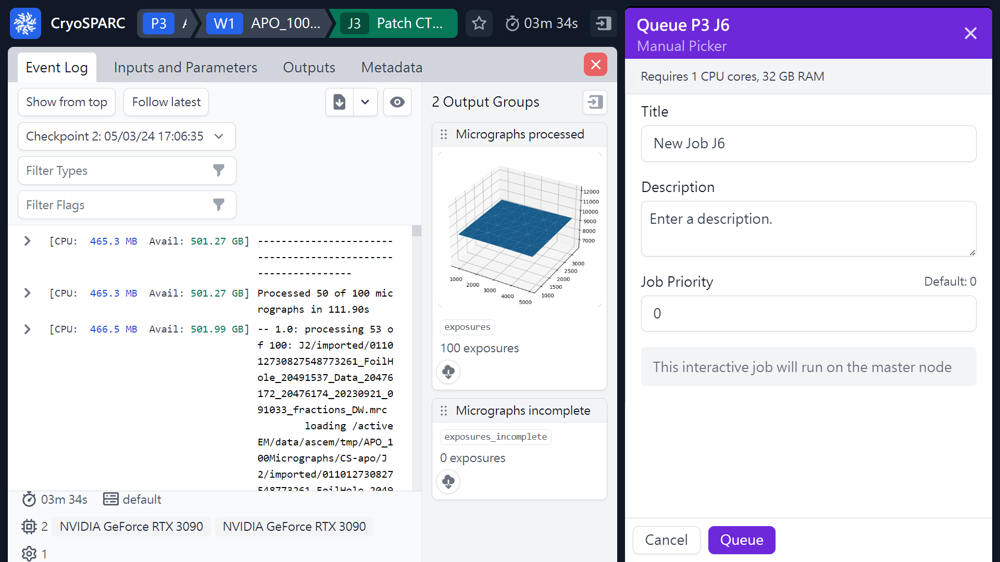 CryoSPARC
P3
W1 APO_100...
J3 Patch CT...
03m 34s
Event Log
Inputs and Parameters
Outputs
Metadata
Show from top
Follow latest
Checkpoint 2: 05/03/24 17:06:35
Filter Types
Filter Flags
[CPU: 465.3 MB Avail: 501.27 GB] -----------------------
-----------------------
----------------
[CPU: 465.3 MB Avail: 501.27 GB] Processed 50 of 100 mic
rographs in 111.90s
[CPU: 466.5 MB Avail: 501.99 GB] -- 1.0: processing 53 o
f 100: J2/imported/0110
12730827548773261_FoilH
ole_20491537_Data_20476
172_20476174_20230921_0
91033_fractions_DW.mrc
loading /active
EM/data/ascem/tmp/APO_1
00Micrographs/CS-apo/J
2/imported/011012730827
548773261_FoilHole_2049
03m 34s
default
2
NVIDIA GeForce RTX 3090
NVIDIA GeForce RTX 3090
1
2 Output Groups
Micrographs processed
12000
11000
10000
9000
8000
7000
3000
2500
2000
1500
1000
1000
2000
3000
4000
5000
exposures
100 exposures
Micrographs incomplete
exposures_incomplete
0 exposures
Queue P3 J6
Manual Picker
Requires 1 CPU cores, 32 GB RAM
Title
New Job J6
Description
Enter a description.
Job Priority
Default: 0
0
This interactive job will run on the master node
Cancel
Queue